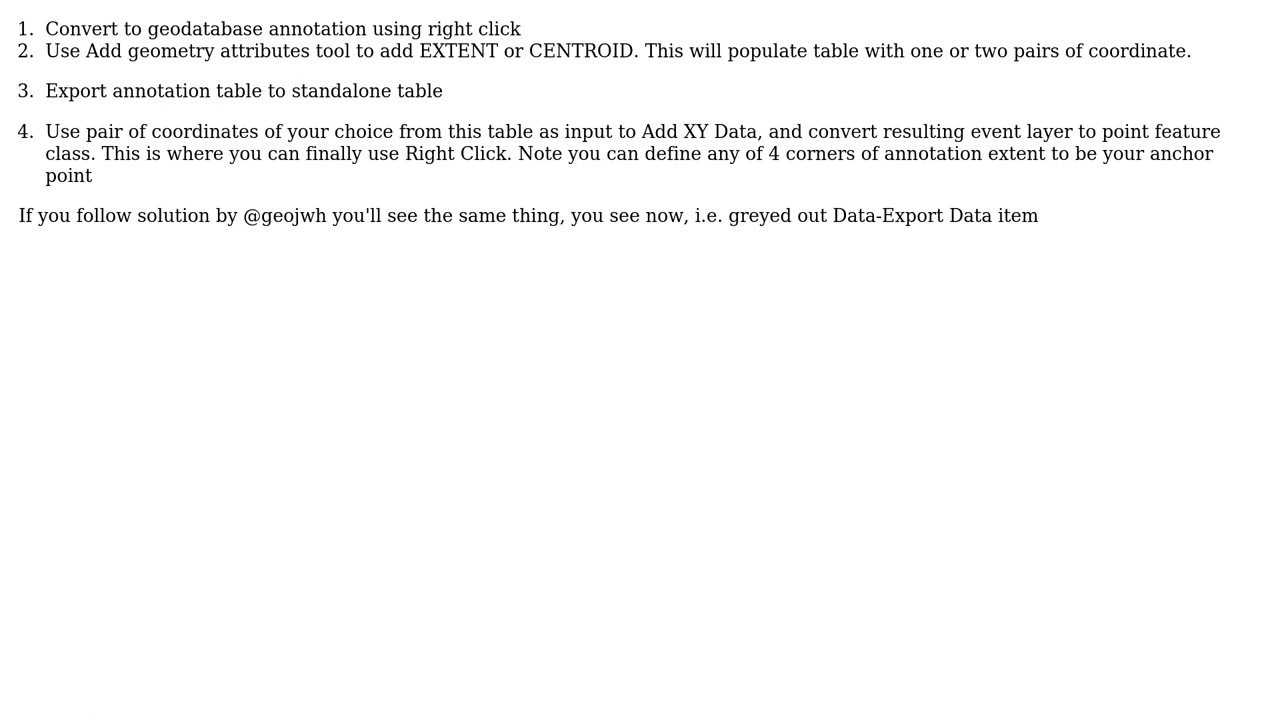 1. Convert to geodatabase annotation using right click
2. Use Add geometry attributes tool to add EXTENT or CENTROID. This will populate table with one or two pairs of coordinate.
3. Export annotation table to standalone table
4. Use pair of coordinates of your choice from this table as input to Add XY Data, and convert resulting event layer to point feature
class. This is where you can finally use Right Click. Note you can define any of 4 corners of annotation extent to be your anchor
point
If you follow solution by @geojwh you'll see the same thing, you see now, i.e. greyed out Data-Export Data item